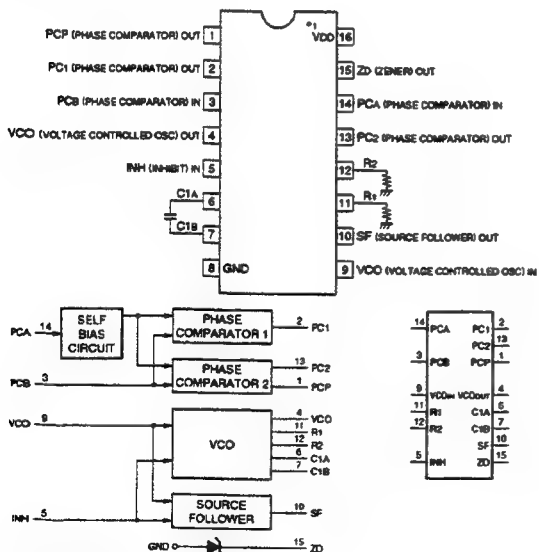 PCP (PHASE COMPARATOR) OUT 1
PC1 (PHASE COMPARATOR) OUT 2
PCB (PHASE COMPARATOR) IN 3
VCO (VOLTAGE CONTROLLED OSC) OUT 4
INH (INHIBIT) IN 5
C1A 6
C1B 7
8 GND
*1
VDD 16
15 ZD (ZENER) OUT
14 PCA (PHASE COMPARATOR) IN
13 PC2 (PHASE COMPARATOR) OUT
12 R2
11 R1
10 SF (SOURCE FOLLOWER) OUT
9 VCO (VOLTAGE CONTROLLED OSC) IN
PCA 14
SELF
BIAS
CIRCUIT
PHASE
COMPARATOR 1
2 PC1
PCB 3
PHASE
COMPARATOR 2
13 PC2
1 PCP
VCO 9
VCO
4 VCO
11 R1
12 R2
6 C1A
7 C1B
INH 5
SOURCE
FOLLOWER
10 SF
GND
15 ZD
14 PCA PC1 2
PC2 13
3 PCB PCP 1
9 VCOIN VCOOUT 4
11 R1 C1A 6
12 R2 C1B 7
SF 10
5 INH ZD 15